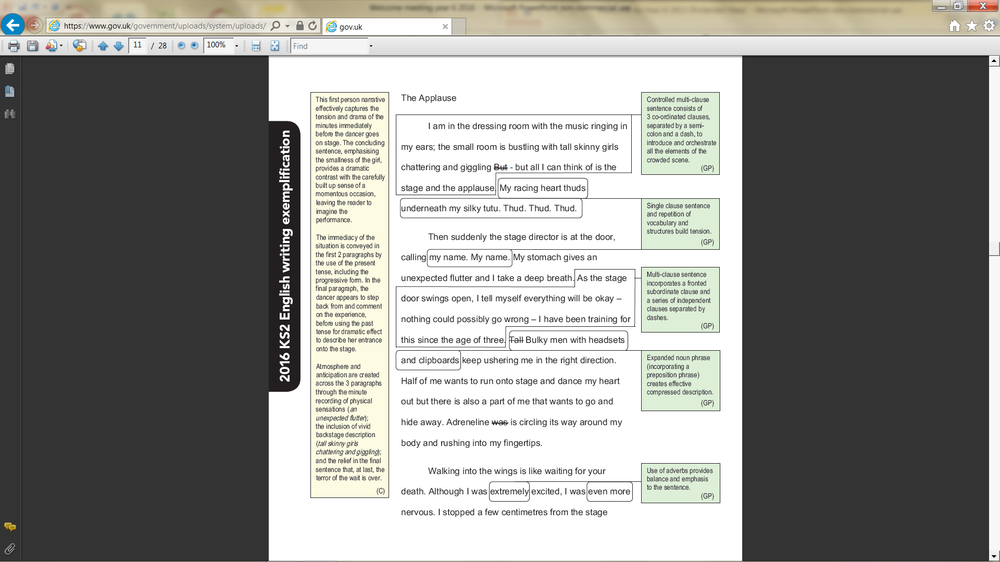 Welcome meeting year 6 2016 - Microsoft PowerPoint non-commercial use
https://www.gov.uk/government/uploads/system/uploads/
gov.uk
11 / 28
100%
Find
2016 KS2 English writing exemplification
This first person narrative
effectively captures the
tension and drama of the
minutes immediately
before the dancer goes
on stage. The concluding
sentence, emphasising
the smallness of the girl,
provides a dramatic
contrast with the carefully
built up sense of a
momentous occasion,
leaving the reader to
imagine the
performance.
The immediacy of the
situation is conveyed in
the first 2 paragraphs by
the use of the present
tense, including the
progressive form. In the
final paragraph, the
dancer appears to step
back from and comment
on the experience,
before using the past
tense for dramatic effect
to describe her entrance
onto the stage.
Atmosphere and
anticipation are created
across the 3 paragraphs
through the minute
recording of physical
sensations (an
unexpected flutter);
the inclusion of vivid
backstage description
(tall skinny girls
chattering and giggling);
and the relief in the final
sentence that, at last, the
terror of the wait is over.
(C)
The Applause
I am in the dressing room with the music ringing in
my ears; the small room is bustling with tall skinny girls
chattering and giggling But - but all I can think of is the
stage and the applause. My racing heart thuds
underneath my silky tutu. Thud. Thud. Thud.
Then suddenly the stage director is at the door,
calling my name. My name. My stomach gives an
unexpected flutter and I take a deep breath. As the stage
door swings open, I tell myself everything will be okay –
nothing could possibly go wrong – I have been training for
this since the age of three. Tall Bulky men with headsets
and clipboards keep ushering me in the right direction.
Half of me wants to run onto stage and dance my heart
out but there is also a part of me that wants to go and
hide away. Adreneline was is circling its way around my
body and rushing into my fingertips.
Walking into the wings is like waiting for your
death. Although I was extremely excited, I was even more
nervous. I stopped a few centimetres from the stage
Controlled multi-clause
sentence consists of
3 co-ordinated clauses,
separated by a semi-
colon and a dash, to
introduce and orchestrate
all the elements of the
crowded scene.
(GP)
Single clause sentence
and repetition of
vocabulary and
structures build tension.
(GP)
Multi-clause sentence
incorporates a fronted
subordinate clause and
a series of independent
clauses separated by
dashes.
(GP)
Expanded noun phrase
(incorporating a
preposition phrase)
creates effective
compressed description.
(GP)
Use of adverbs provides
balance and emphasis
to the sentence.
(GP)